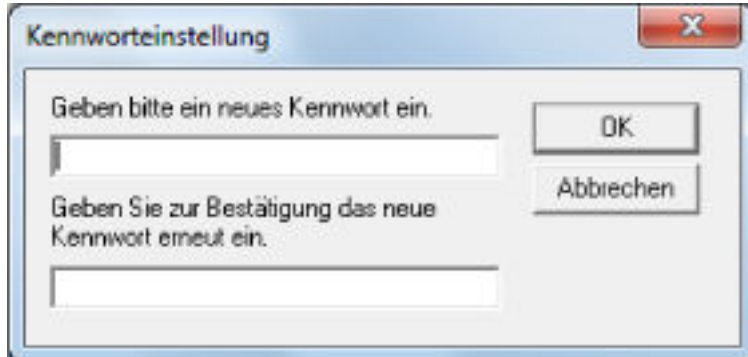 Kennworteinstellung
Geben bitte ein neues Kennwort ein.
OK
Abbrechen
Geben Sie zur Bestätigung das neue
Kennwort erneut ein.